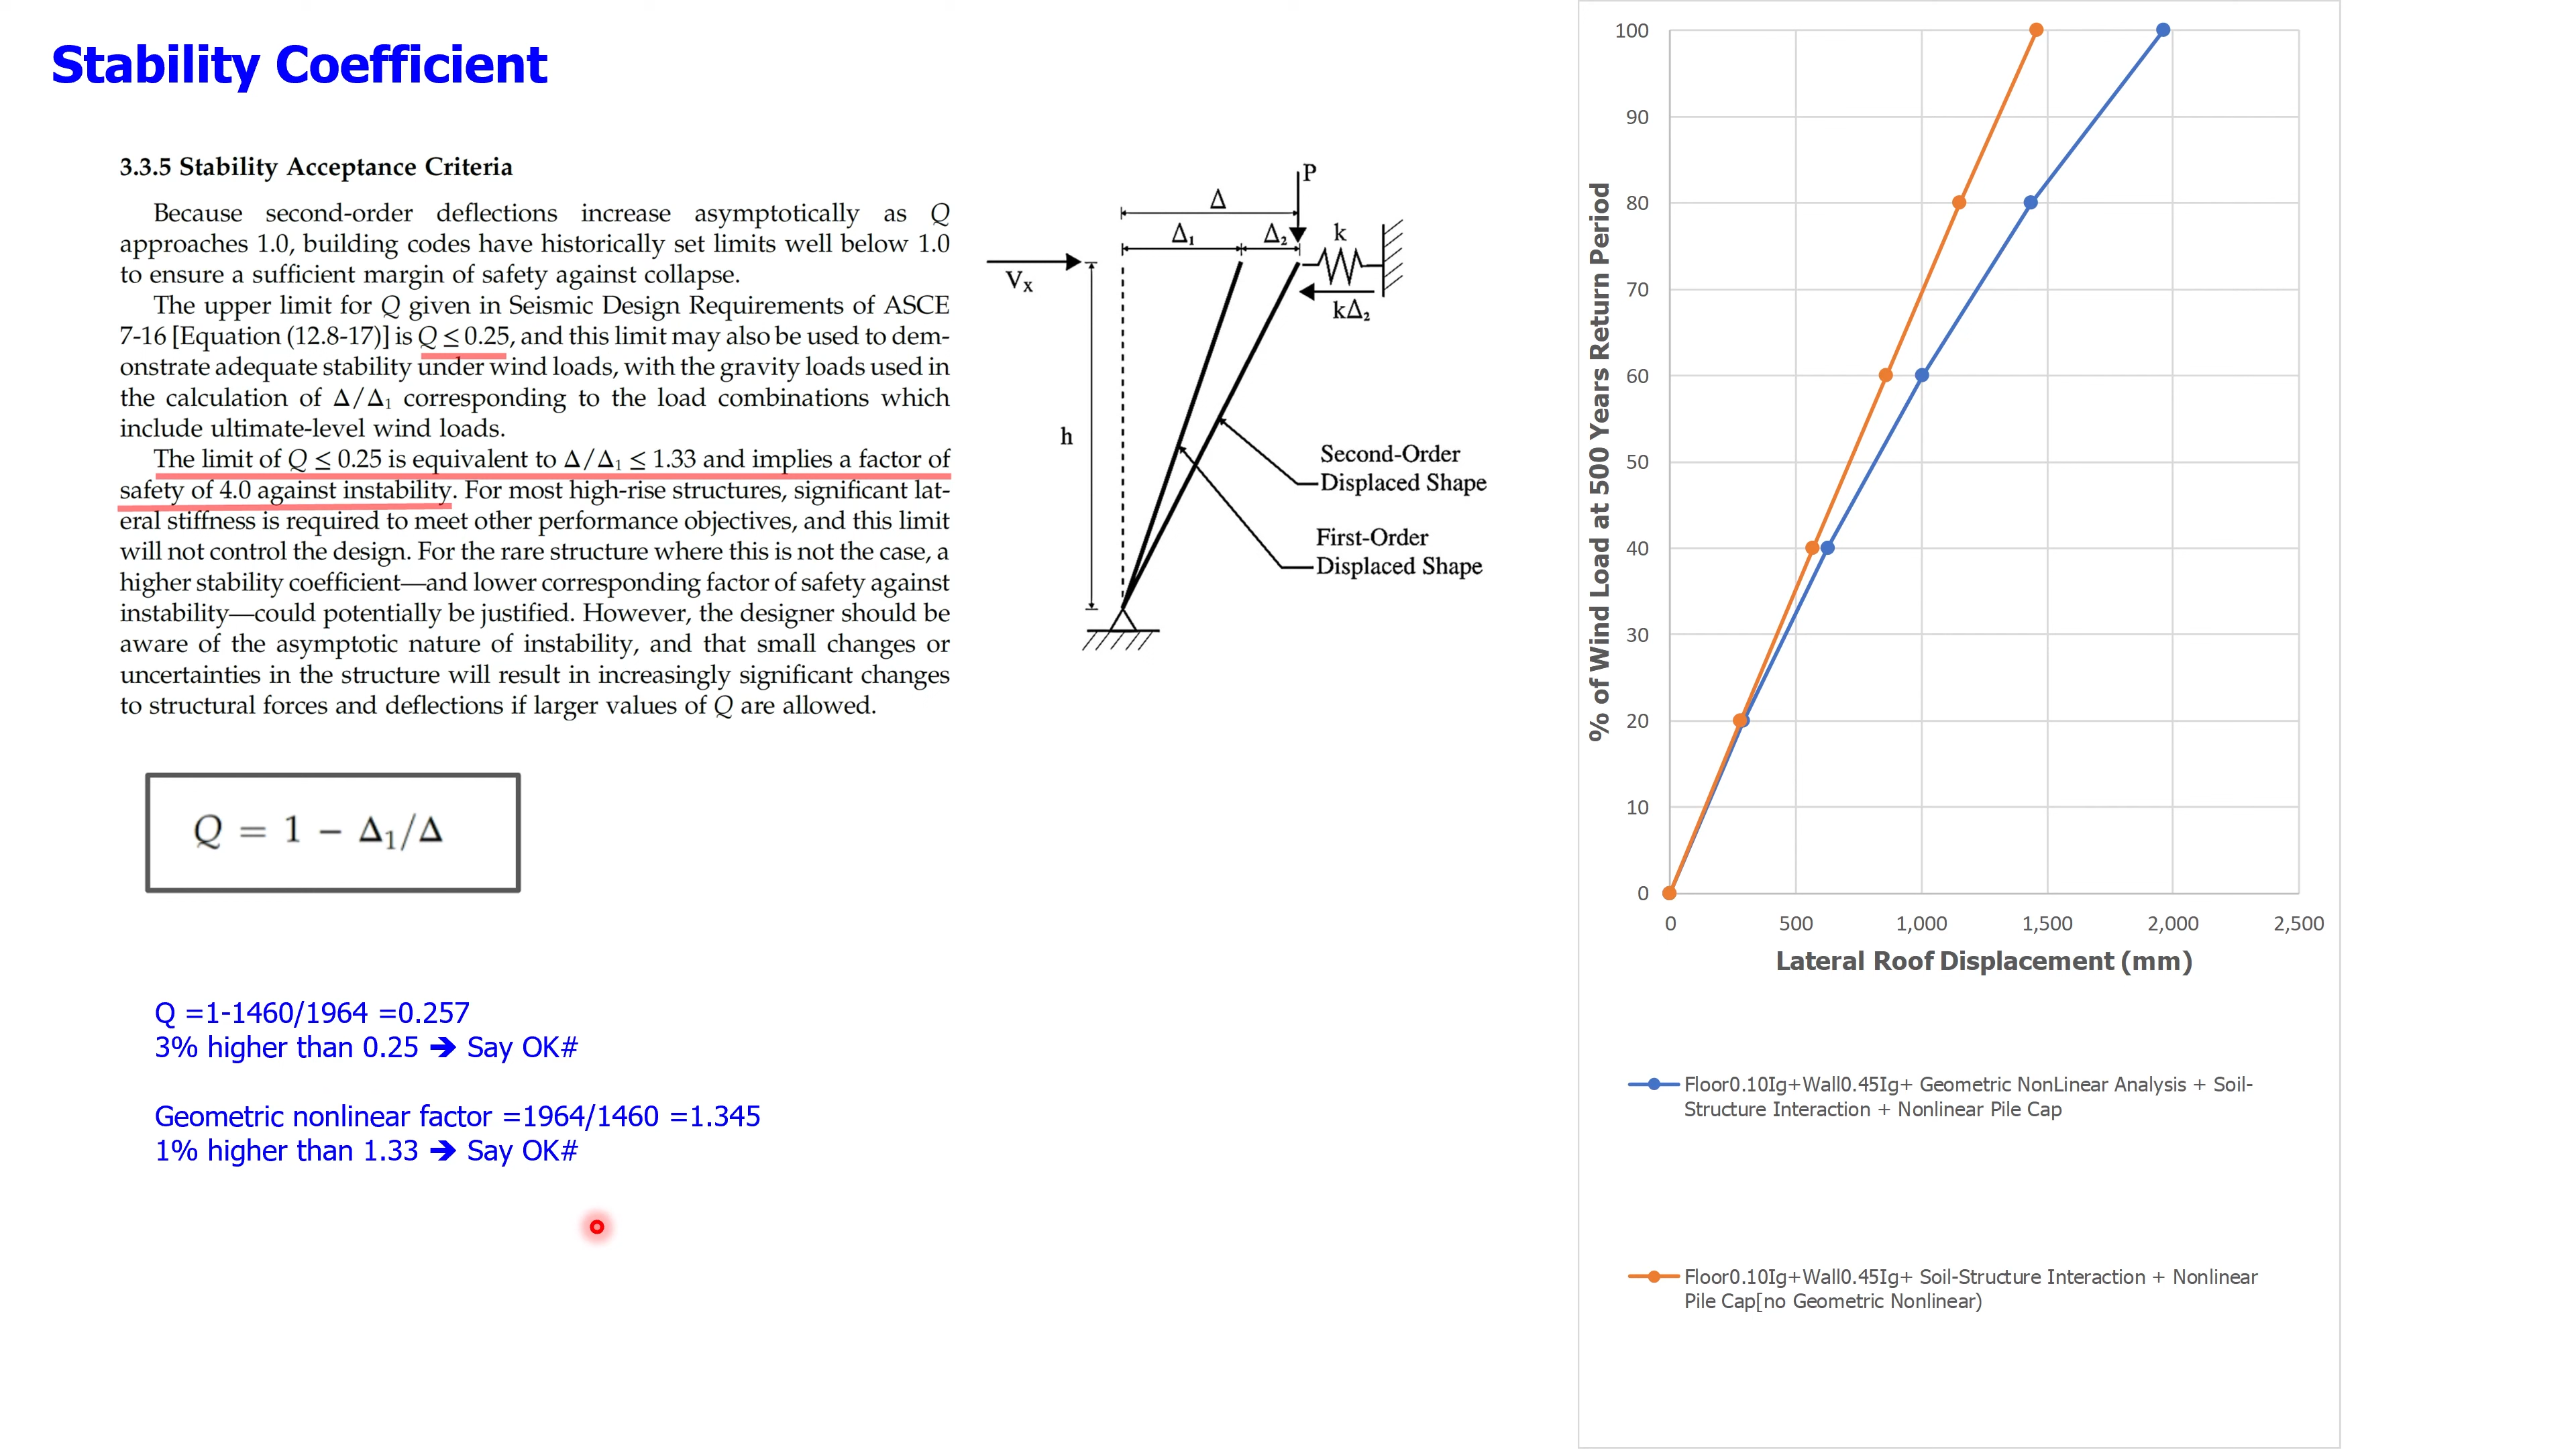 Stability Coefficient
3.3.5 Stability Acceptance Criteria
Because second-order deflections increase asymptotically as Q
approaches 1.0, building codes have historically set limits well below 1.0
to ensure a sufficient margin of safety against collapse.
The upper limit for Q given in Seismic Design Requirements of ASCE
7-16 [Equation (12.8-17)] is Q ≤ 0.25, and this limit may also be used to dem-
onstrate adequate stability under wind loads, with the gravity loads used in
the calculation of Δ/Δ₁ corresponding to the load combinations which
include ultimate-level wind loads.
The limit of Q ≤ 0.25 is equivalent to Δ/Δ₁ ≤ 1.33 and implies a factor of
safety of 4.0 against instability. For most high-rise structures, significant lat-
eral stiffness is required to meet other performance objectives, and this limit
will not control the design. For the rare structure where this is not the case, a
higher stability coefficient—and lower corresponding factor of safety against
instability—could potentially be justified. However, the designer should be
aware of the asymptotic nature of instability, and that small changes or
uncertainties in the structure will result in increasingly significant changes
to structural forces and deflections if larger values of Q are allowed.
Q = 1 − Δ₁/Δ
Q =1-1460/1964 =0.257
3% higher than 0.25 ➔ Say OK#
Geometric nonlinear factor =1964/1460 =1.345
1% higher than 1.33 ➔ Say OK#
P
Δ
Δ₁
Δ₂
k
Vx
kΔ₂
h
Second-Order
Displaced Shape
First-Order
Displaced Shape
% of Wind Load at 500 Years Return Period
100
90
80
70
60
50
40
30
20
10
0
0 500 1,000 1,500 2,000 2,500
Lateral Roof Displacement (mm)
Floor0.10Ig+Wall0.45Ig+ Geometric NonLinear Analysis + Soil-
Structure Interaction + Nonlinear Pile Cap
Floor0.10Ig+Wall0.45Ig+ Soil-Structure Interaction + Nonlinear
Pile Cap[no Geometric Nonlinear)